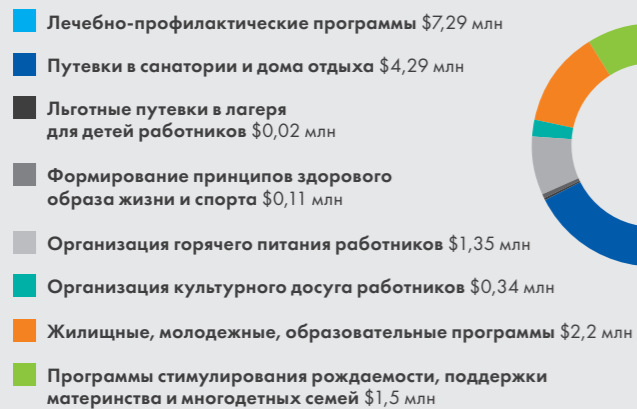 Лечебно-профилактические программы $7,29 млн
Путевки в санатории и дома отдыха $4,29 млн
Льготные путевки в лагеря
для детей работников $0,02 млн
Формирование принципов здорового
образа жизни и спорта $0,11 млн
Организация горячего питания работников $1,35 млн
Организация культурного досуга работников $0,34 млн
Жилищные, молодежные, образовательные программы $2,2 млн
Программы стимулирования рождаемости, поддержки
материнства и многодетных семей $1,5 млн